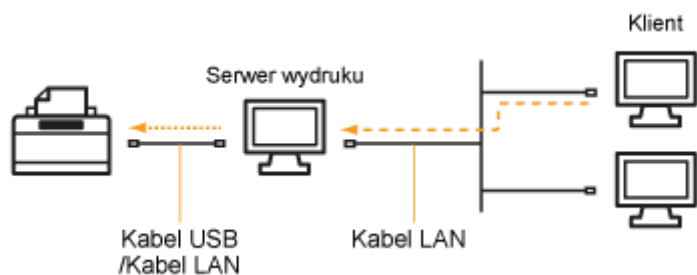 Klient
Serwer wydruku
Kabel USB
/Kabel LAN
Kabel LAN